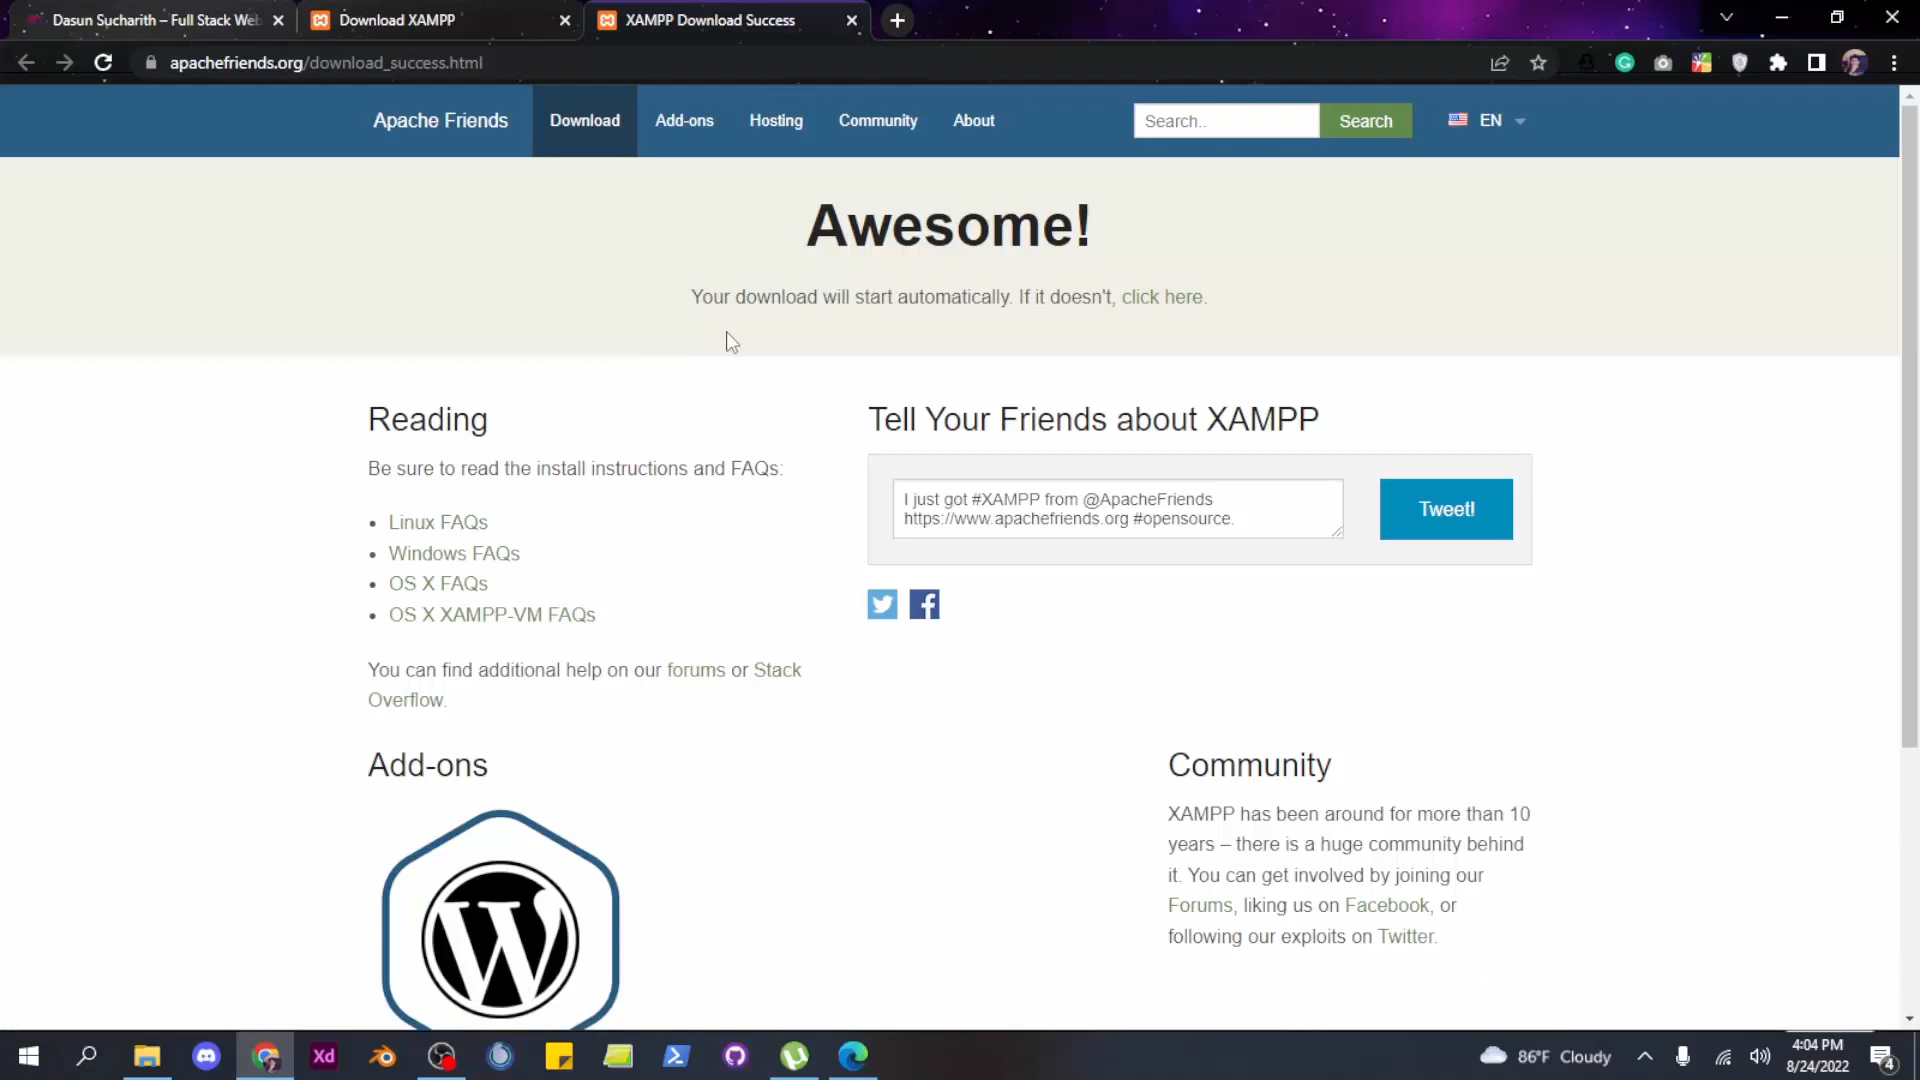 Dasun Sucharith – Full Stack Web
Download XAMPP
XAMPP Download Success
apachefriends.org/download_success.html
Apache Friends
Download
Add-ons
Hosting
Community
About
Search..
Search
EN
Awesome!
Your download will start automatically. If it doesn't, click here.
Reading
Be sure to read the install instructions and FAQs:
Linux FAQs
Windows FAQs
OS X FAQs
OS X XAMPP-VM FAQs
You can find additional help on our forums or Stack
Overflow.
Tell Your Friends about XAMPP
I just got #XAMPP from @ApacheFriends
https://www.apachefriends.org #opensource.
Tweet!
Add-ons
Community
XAMPP has been around for more than 10
years – there is a huge community behind
it. You can get involved by joining our
Forums, liking us on Facebook, or
following our exploits on Twitter.
Xd
86°F Cloudy
4:04 PM
8/24/2022
4